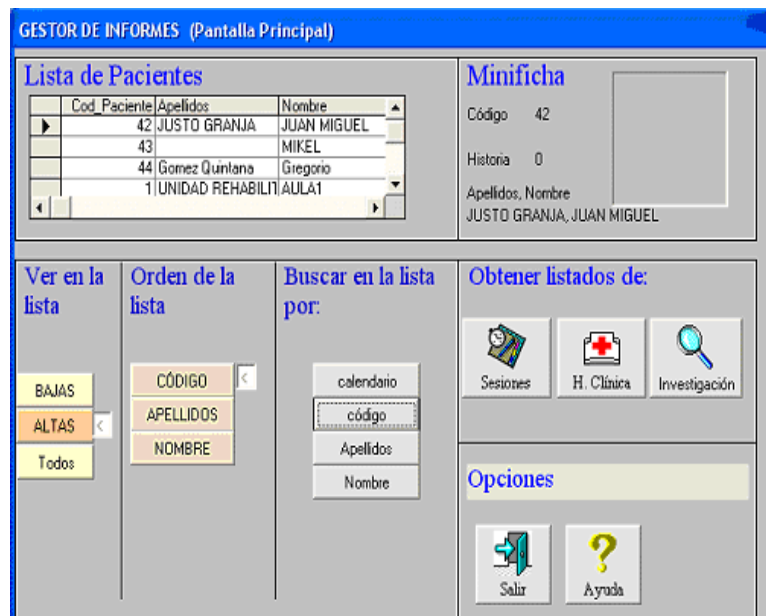 GESTOR DE INFORMES (Pantalla Principal)
Lista de Pacientes
Cod_Paciente Apellidos Nombre
42 JUSTO GRANJA JUAN MIGUEL
43 MIKEL
44 Gomez Quintana Gregorio
1 UNIDAD REHABILIT AULA1
Minificha
Código 42
Historia 0
Apellidos, Nombre
JUSTO GRANJA, JUAN MIGUEL
Ver en la
lista
BAJAS
ALTAS <
Todos
Orden de la
lista
CÓDIGO <
APELLIDOS
NOMBRE
Buscar en la lista
por:
calendario
código
Apellidos
Nombre
Obtener listados de:
Sesiones H. Clínica Investigación
Opciones
Salir Ayuda